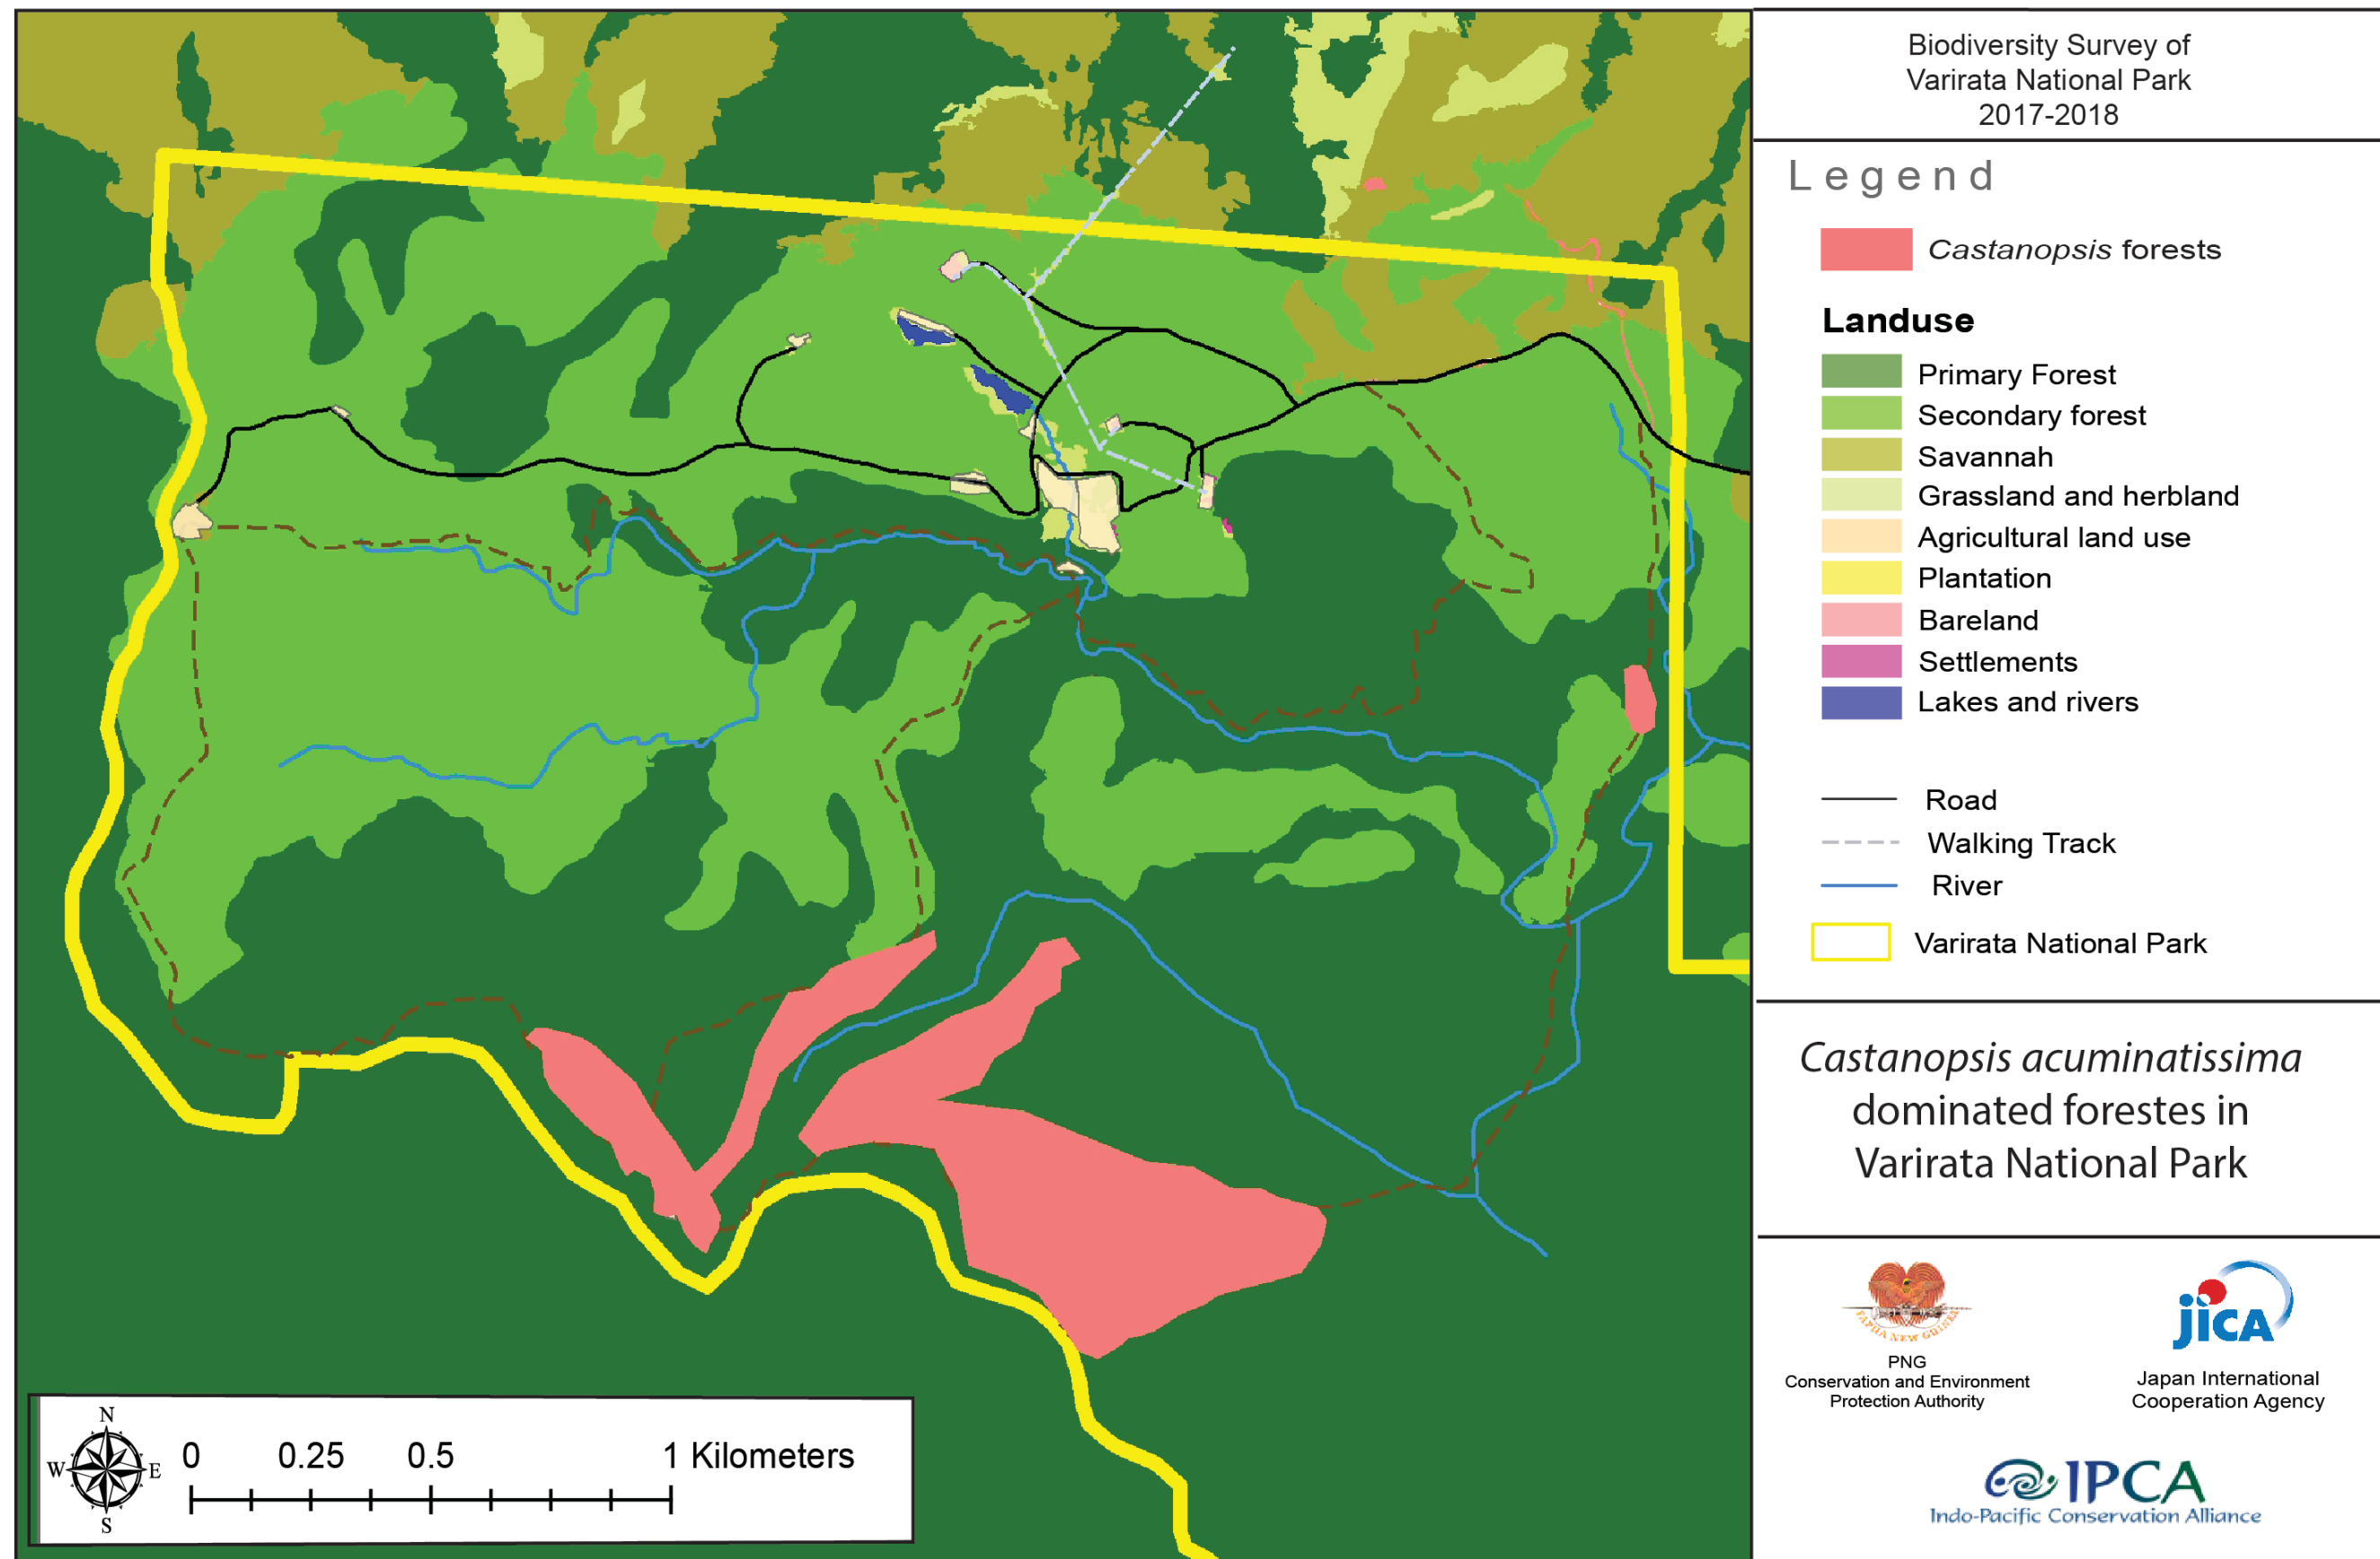 Biodiversity Survey of
Varirata National Park
2017-2018
Legend
Castanopsis forests
Landuse
Primary Forest
Secondary forest
Savannah
Grassland and herbland
Agricultural land use
Plantation
Bareland
Settlements
Lakes and rivers
Road
Walking Track
River
Varirata National Park
Castanopsis acuminatissima
dominated forestes in
Varirata National Park
PAPUA NEW GUINEA
PNG
Conservation and Environment
Protection Authority
jICA
Japan International
Cooperation Agency
IPCA
Indo-Pacific Conservation Alliance
N
W E
S
0 0.25 0.5 1 Kilometers